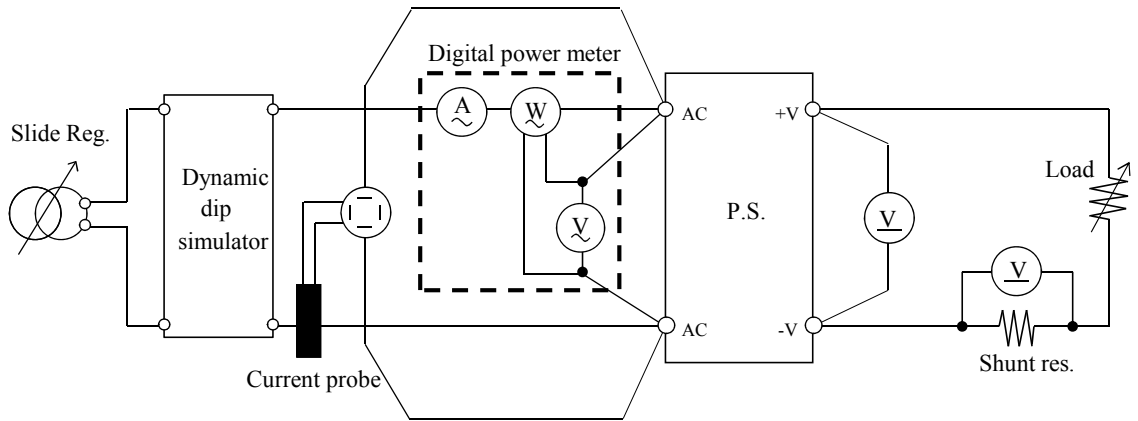 Digital power meter
A
W
AC
+V
Slide Reg.
Dynamic
dip
simulator
V
P.S.
V
Load
V
AC
-V
Current probe
Shunt res.